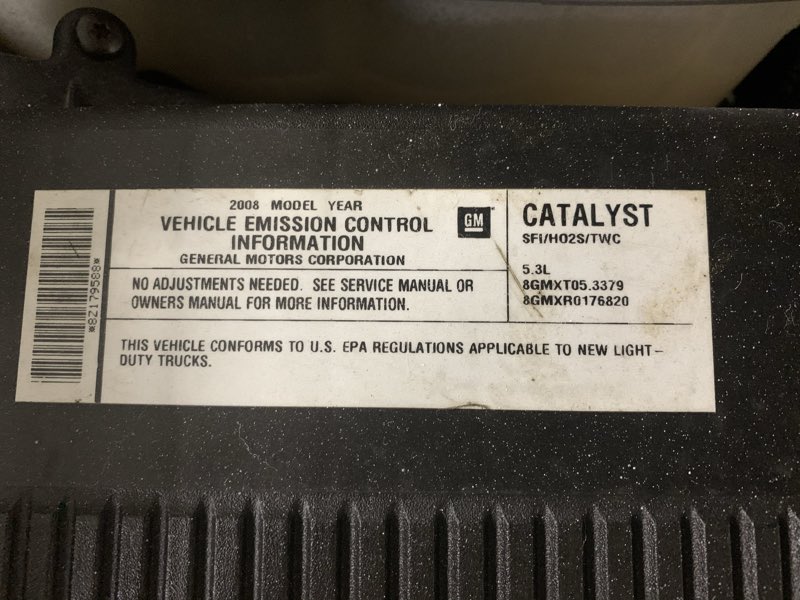 *8Z179588*
2008 MODEL YEAR
VEHICLE EMISSION CONTROL
INFORMATION
GENERAL MOTORS CORPORATION
GM
NO ADJUSTMENTS NEEDED. SEE SERVICE MANUAL OR
OWNERS MANUAL FOR MORE INFORMATION.
CATALYST
SFi/HO2S/TWC
5.3L
8GMXT05.3379
8GMXR0176820
THIS VEHICLE CONFORMS TO U.S. EPA REGULATIONS APPLICABLE TO NEW LIGHT-
DUTY TRUCKS.